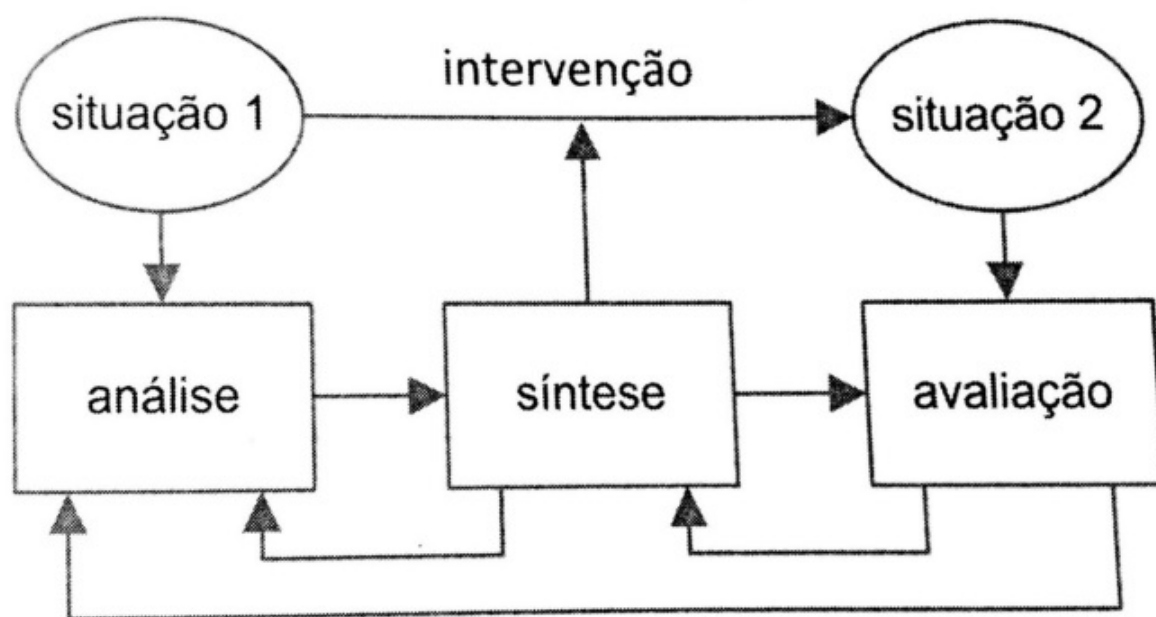 intervenção
situação 1
situação 2
análise
síntese
avaliação